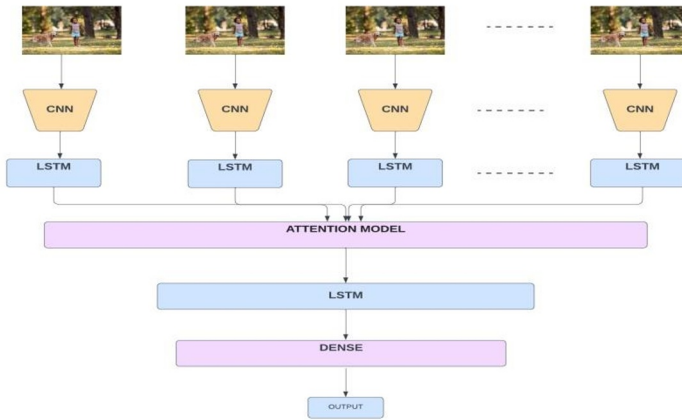 CNN CNN CNN CNN
LSTM LSTM LSTM LSTM
ATTENTION MODEL
LSTM
DENSE
OUTPUT